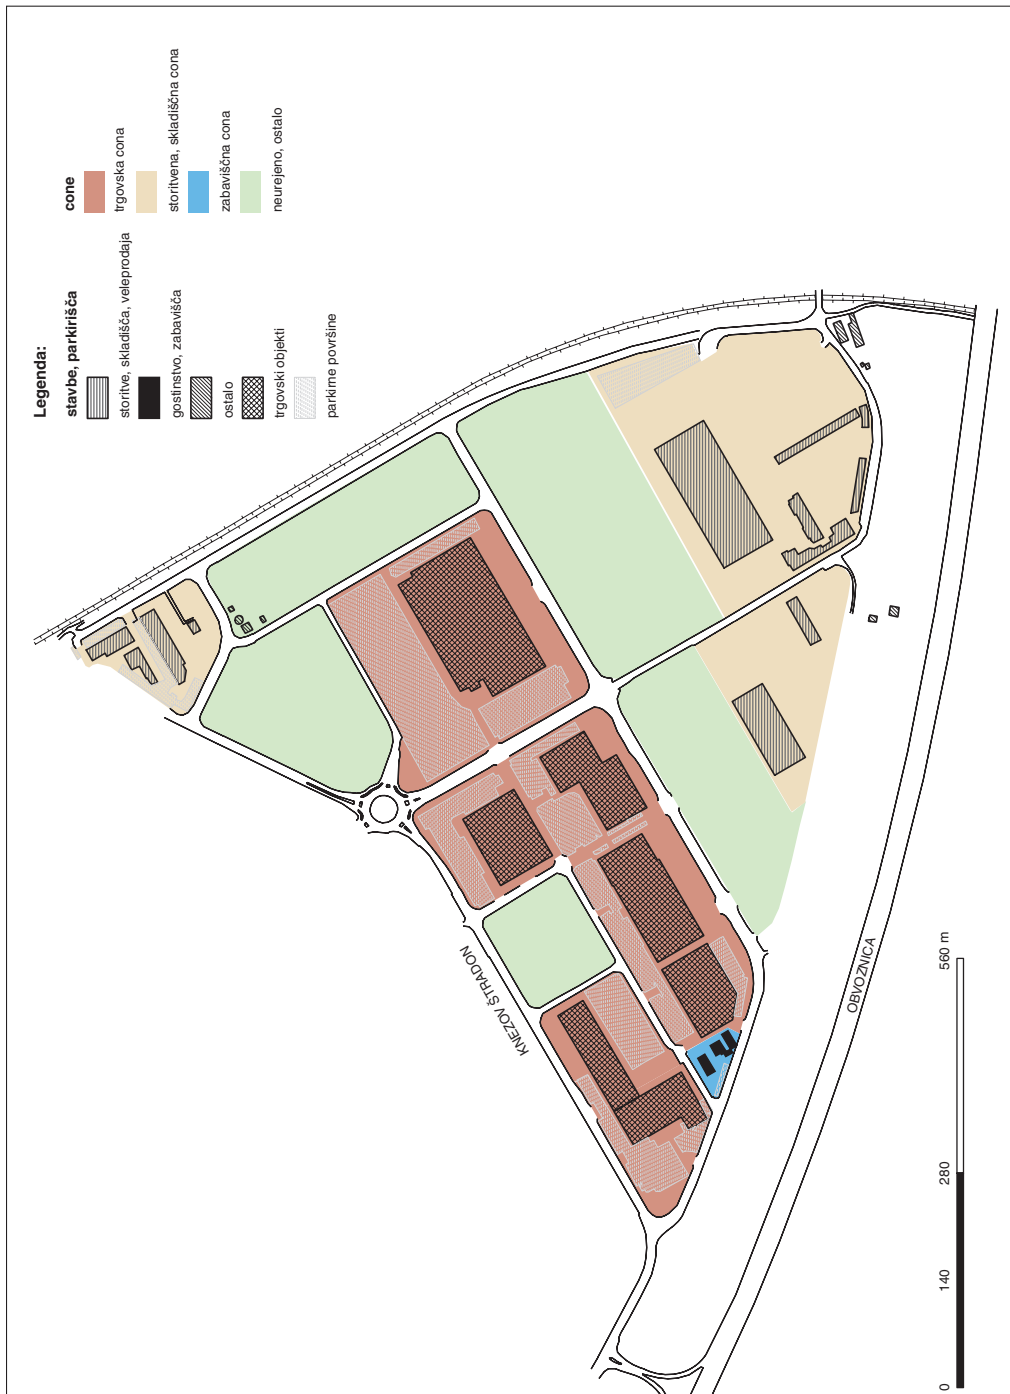 Legenda:
stavbe, parkirišča
storitve, skladišča, veleprodaja
gostinstvo, zabavišča
ostalo
trgovski objekti
parkirne površine
cone
trgovska cona
storitvena, skladiščna cona
zabaviščna cona
neurejeno, ostalo
KNEZOV ŠTRADON
OBVOZNICA
0 140 280 560 m